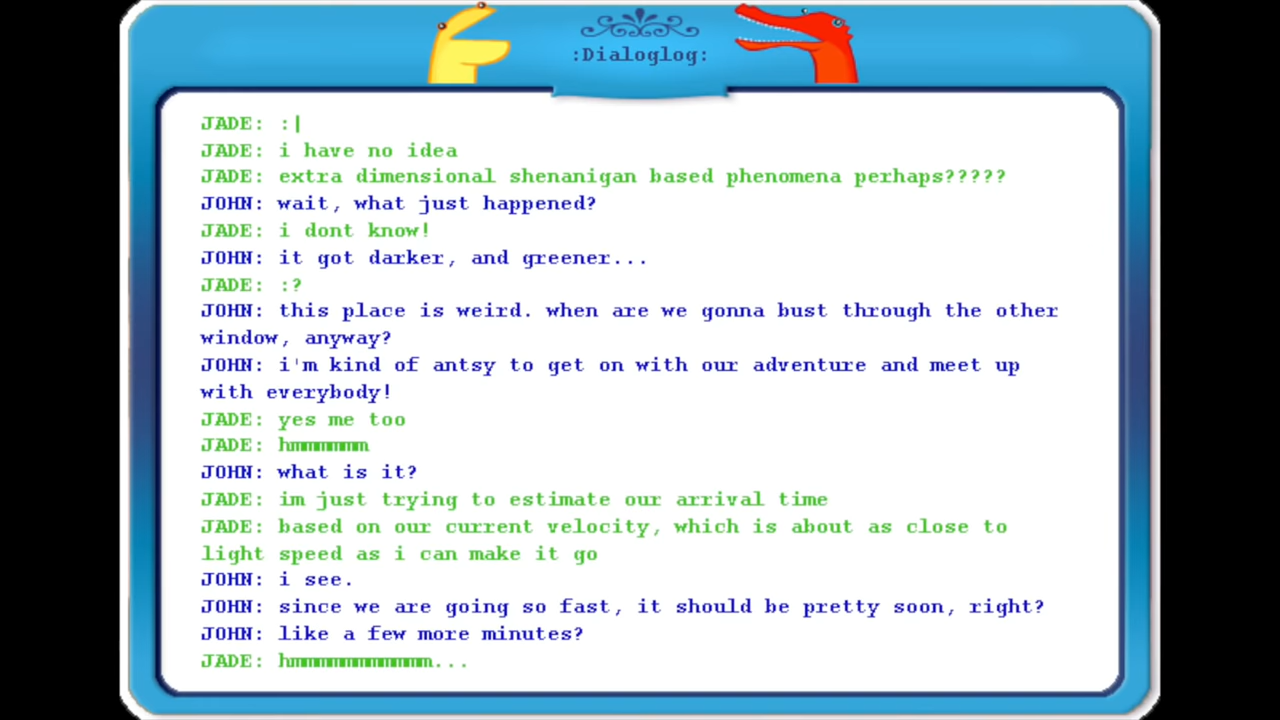 :Dialoglog:
JADE: :|
JADE: i have no idea
JADE: extra dimensional shenanigan based phenomena perhaps?????
JOHN: wait, what just happened?
JADE: i dont know!
JOHN: it got darker, and greener...
JADE: :?
JOHN: this place is weird. when are we gonna bust through the other
window, anyway?
JOHN: i'm kind of antsy to get on with our adventure and meet up
with everybody!
JADE: yes me too
JADE: hmmmmmm
JOHN: what is it?
JADE: im just trying to estimate our arrival time
JADE: based on our current velocity, which is about as close to
light speed as i can make it go
JOHN: i see.
JOHN: since we are going so fast, it should be pretty soon, right?
JOHN: like a few more minutes?
JADE: hmmmmmmmmmmm...